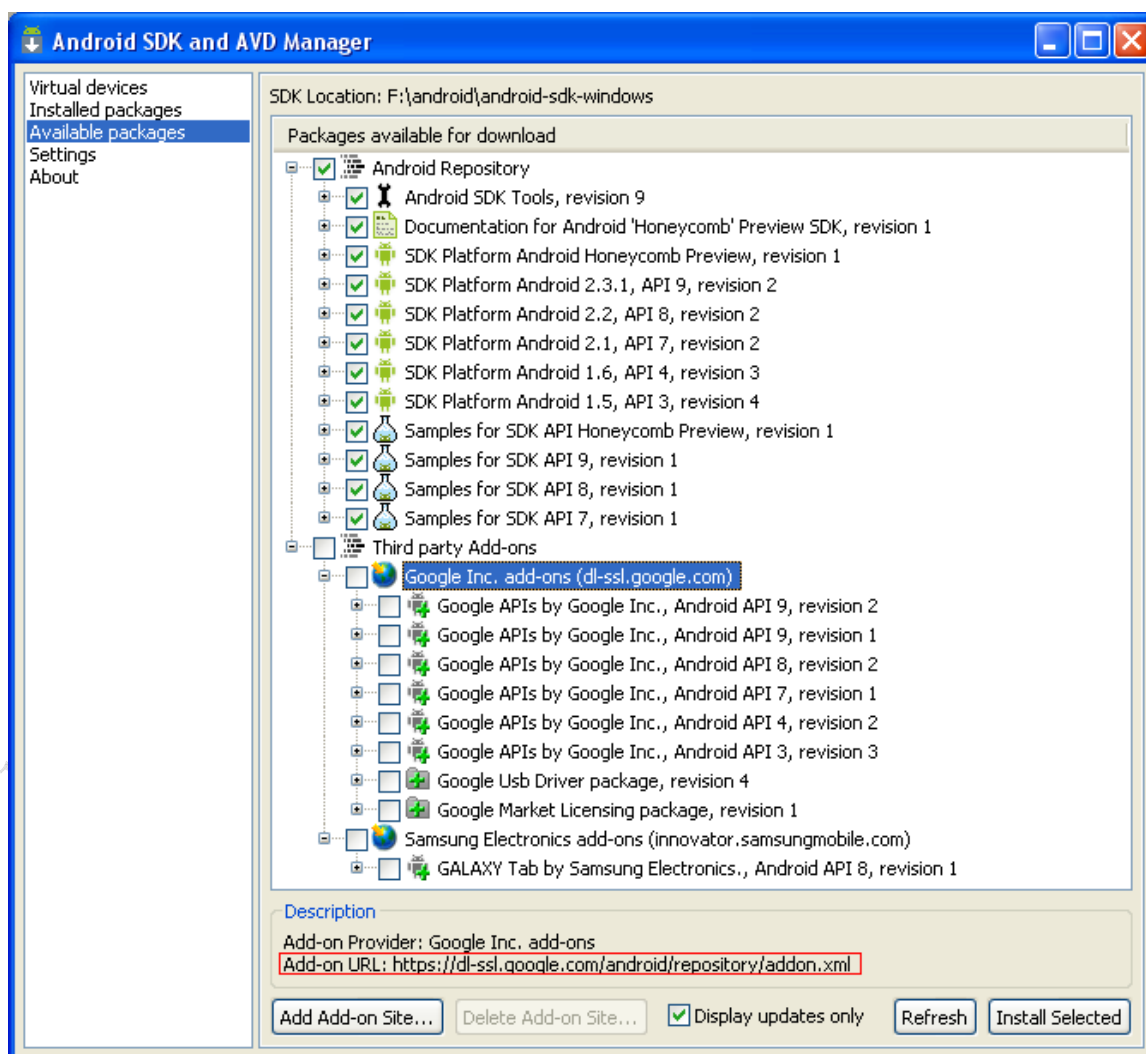 Android SDK and AVD Manager
Virtual devices
Installed packages
Available packages
Settings
About
SDK Location: F:\android\android-sdk-windows
Packages available for download
Android Repository
Android SDK Tools, revision 9
Documentation for Android 'Honeycomb' Preview SDK, revision 1
SDK Platform Android Honeycomb Preview, revision 1
SDK Platform Android 2.3.1, API 9, revision 2
SDK Platform Android 2.2, API 8, revision 2
SDK Platform Android 2.1, API 7, revision 2
SDK Platform Android 1.6, API 4, revision 3
SDK Platform Android 1.5, API 3, revision 4
Samples for SDK API Honeycomb Preview, revision 1
Samples for SDK API 9, revision 1
Samples for SDK API 8, revision 1
Samples for SDK API 7, revision 1
Third party Add-ons
Google Inc. add-ons (dl-ssl.google.com)
Google APIs by Google Inc., Android API 9, revision 2
Google APIs by Google Inc., Android API 9, revision 1
Google APIs by Google Inc., Android API 8, revision 2
Google APIs by Google Inc., Android API 7, revision 1
Google APIs by Google Inc., Android API 4, revision 2
Google APIs by Google Inc., Android API 3, revision 3
Google Usb Driver package, revision 4
Google Market Licensing package, revision 1
Samsung Electronics add-ons (innovator.samsungmobile.com)
GALAXY Tab by Samsung Electronics., Android API 8, revision 1
Description
Add-on Provider: Google Inc. add-ons
Add-on URL: https://dl-ssl.google.com/android/repository/addon.xml
Add Add-on Site... Delete Add-on Site... Display updates only Refresh Install Selected